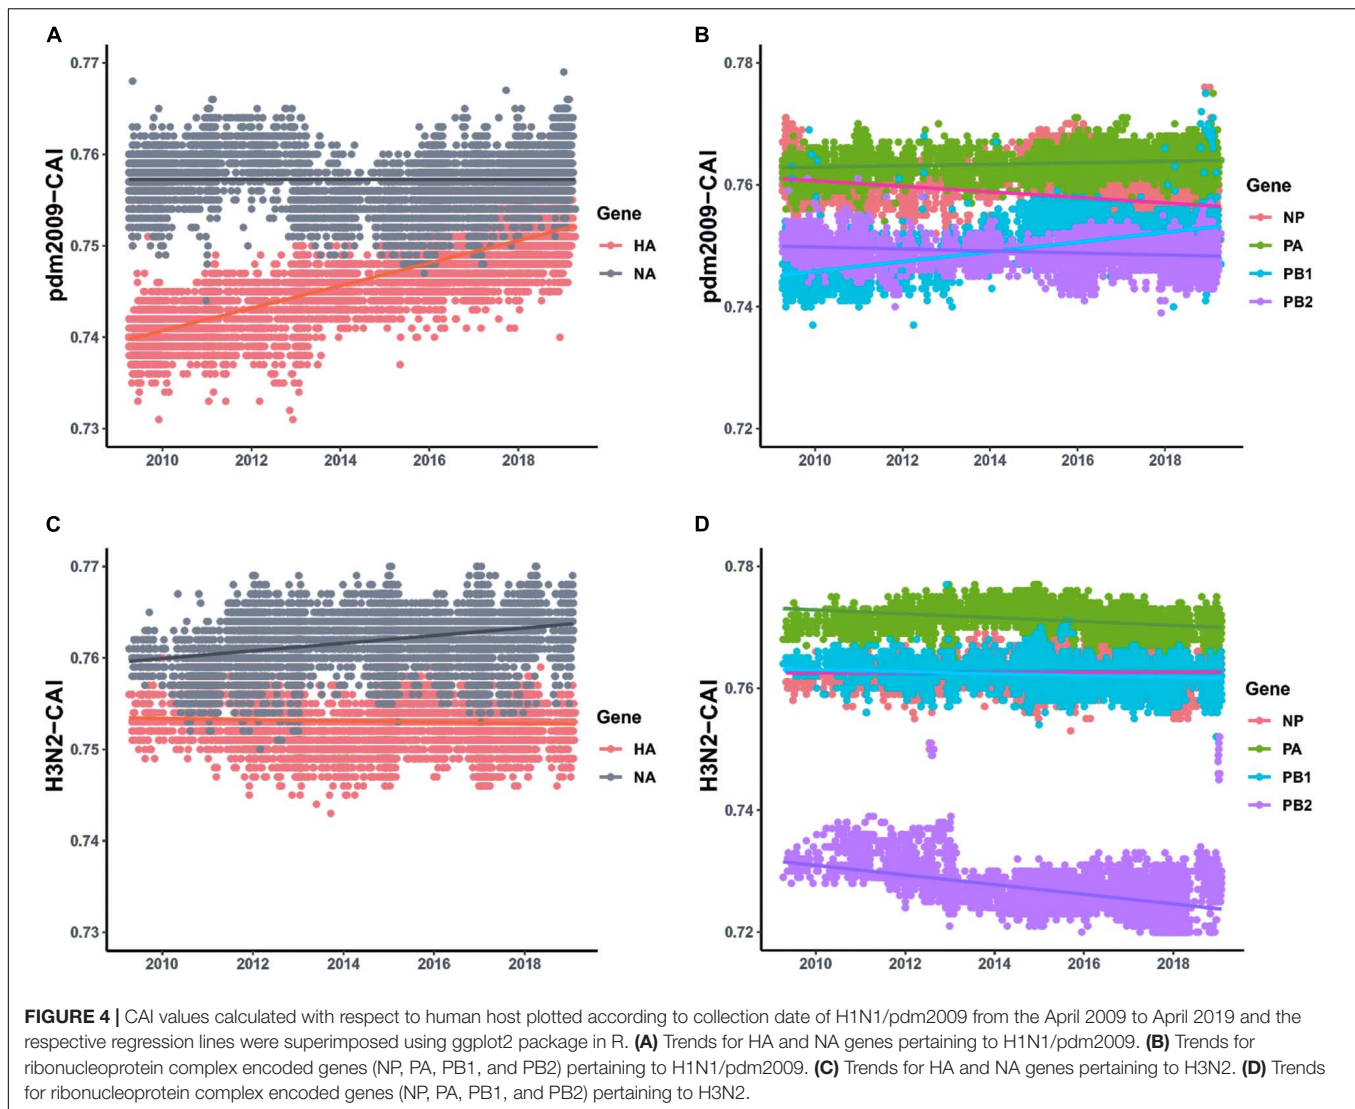 A
0.77
0.76
0.75
0.74
0.73
pdm2009-CAI
2010 2012 2014 2016 2018
Gene
HA
NA
B
0.78
0.76
0.74
0.72
pdm2009-CAI
2010 2012 2014 2016 2018
Gene
NP
PA
PB1
PB2
C
0.77
0.76
0.75
0.74
0.73
H3N2-CAI
2010 2012 2014 2016 2018
Gene
HA
NA
D
0.78
0.76
0.74
0.72
H3N2-CAI
2010 2012 2014 2016 2018
Gene
NP
PA
PB1
PB2
FIGURE 4 | CAI values calculated with respect to human host plotted according to collection date of H1N1/pdm2009 from the April 2009 to April 2019 and the
respective regression lines were superimposed using ggplot2 package in R. (A) Trends for HA and NA genes pertaining to H1N1/pdm2009. (B) Trends for
ribonucleoprotein complex encoded genes (NP, PA, PB1, and PB2) pertaining to H1N1/pdm2009. (C) Trends for HA and NA genes pertaining to H3N2. (D) Trends
for ribonucleoprotein complex encoded genes (NP, PA, PB1, and PB2) pertaining to H3N2.